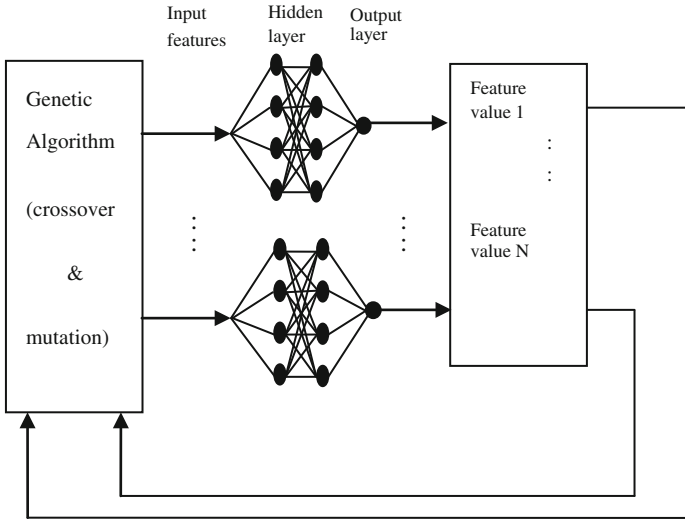 Input
features
Hidden
layer
Output
layer
Genetic
Algorithm
(crossover
&
mutation)
Feature
value 1
Feature
value N